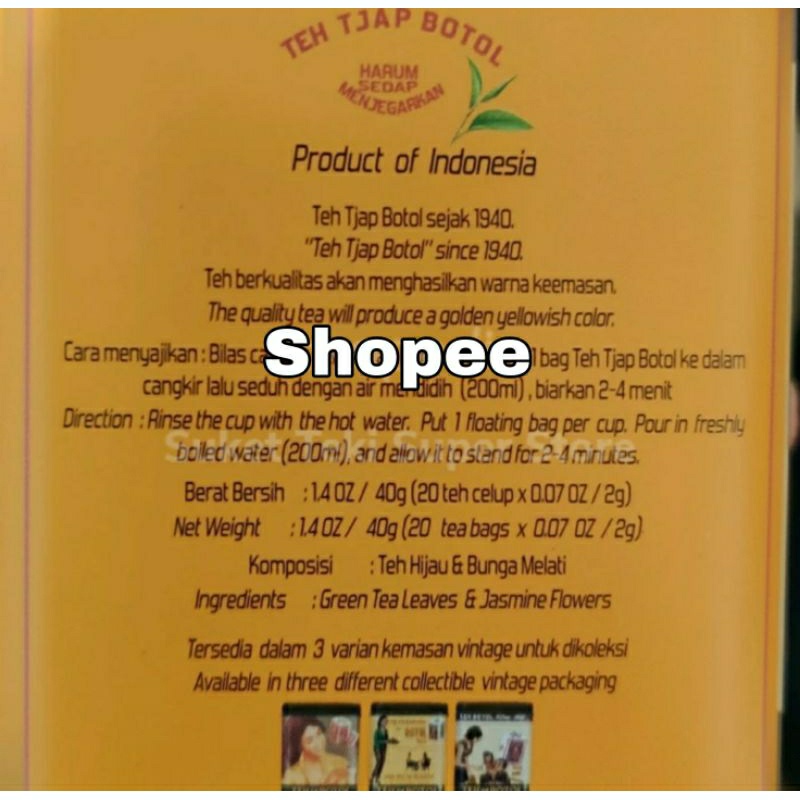 TEH TJAP BOTOL
HARUM
SEDAP
MENJEGARKAN
Product of Indonesia
Teh Tjap Botol sejak 1940.
"Teh Tjap Botol" since 1940.
Teh berkualitas akan menghasilkan warna keemasan.
The quality tea will produce a golden yellowish color.
Cara menyajikan : Bilas Shopee 1 bag Teh Tjap Botol ke dalam
cangkir lalu seduh dengan air mendidih (200ml) , biarkan 2-4 menit
Direction : Rinse the cup with the hot water. Put 1 floating bag per cup. Pour in freshly
Suket Teki Super Store
boiled water (200ml), and allow it to stand for 2-4 minutes.
Berat Bersih : 1.4 OZ / 40g (20 teh celup x 0.07 OZ / 2g)
Net Weight : 1.4 OZ / 40g (20 tea bags x 0.07 OZ / 2g)
Komposisi : Teh Hijau & Bunga Melati
Ingredients : Green Tea Leaves & Jasmine Flowers
Tersedia dalam 3 varian kemasan vintage untuk dikoleksi
Available in three different collectible vintage packaging